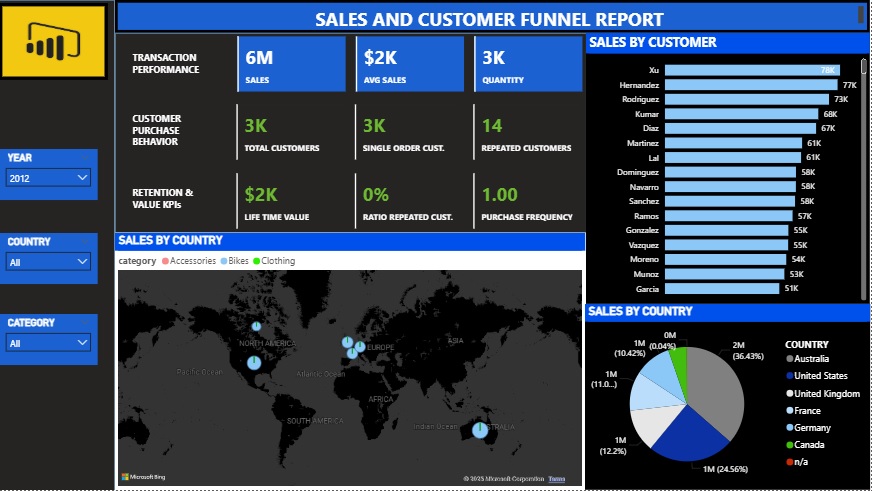 SALES AND CUSTOMER FUNNEL REPORT
YEAR
2012
COUNTRY
All
CATEGORY
All
TRANSACTION
PERFORMANCE
6M
SALES
$2K
AVG SALES
3K
QUANTITY
CUSTOMER
PURCHASE
BEHAVIOR
3K
TOTAL CUSTOMERS
3K
SINGLE ORDER CUST.
14
REPEATED CUSTOMERS
RETENTION &
VALUE KPIs
$2K
LIFE TIME VALUE
0%
RATIO REPEATED CUST.
1.00
PURCHASE FREQUENCY
SALES BY COUNTRY
category Accessories Bikes Clothing
NORTH AMERICA
EUROPE
ASIA
Pacific Ocean
Atlantic Ocean
AFRICA
SOUTH AMERICA
Indian Ocean
STRALIA
Microsoft Bing
© 2025 Microsoft Corporation Terms
SALES BY CUSTOMER
Xu 78K
Hernandez 77K
Rodriguez 73K
Kumar 68K
Diaz 67K
Martinez 61K
Lal 61K
Dominguez 58K
Navarro 58K
Sanchez 58K
Ramos 57K
Gonzalez 55K
Vazquez 55K
Moreno 54K
Munoz 53K
Garcia 51K
SALES BY COUNTRY
0M
(0.04%)
1M
(10.42%)
1M
(11.0...)
1M
(12.2%)
2M
(36.43%)
1M (24.56%)
COUNTRY
Australia
United States
United Kingdom
France
Germany
Canada
n/a